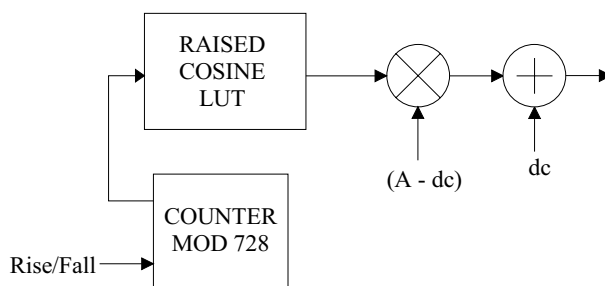 RAISED
COSINE
LUT
(A - dc)
dc
COUNTER
MOD 728
Rise/Fall